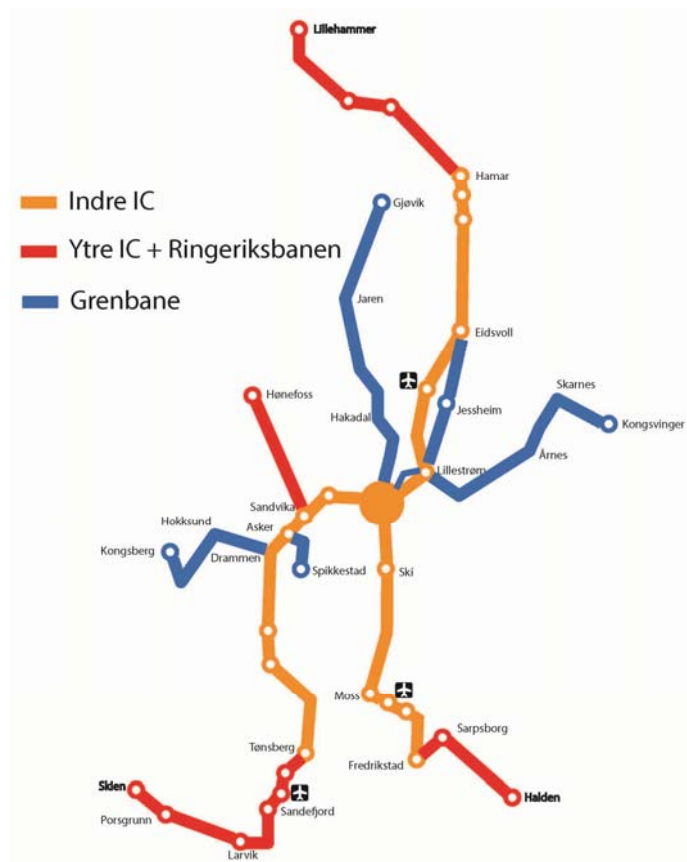 Lillehammer
Hamar
Indre IC
Gjøvik
Ytre IC + Ringeriksbanen
Grenbane
Jaren
Eidsvoll
Skarnes
Hønefoss
Jessheim
Hakadal
Kongsvinger
Årnes
Lillestrøm
Sandvika
Hokksund
Asker
Kongsberg
Drammen
Spikkestad
Ski
Moss
Sarpsborg
Tønsberg
Fredrikstad
Skien
Halden
Sandefjord
Porsgrunn
Larvik